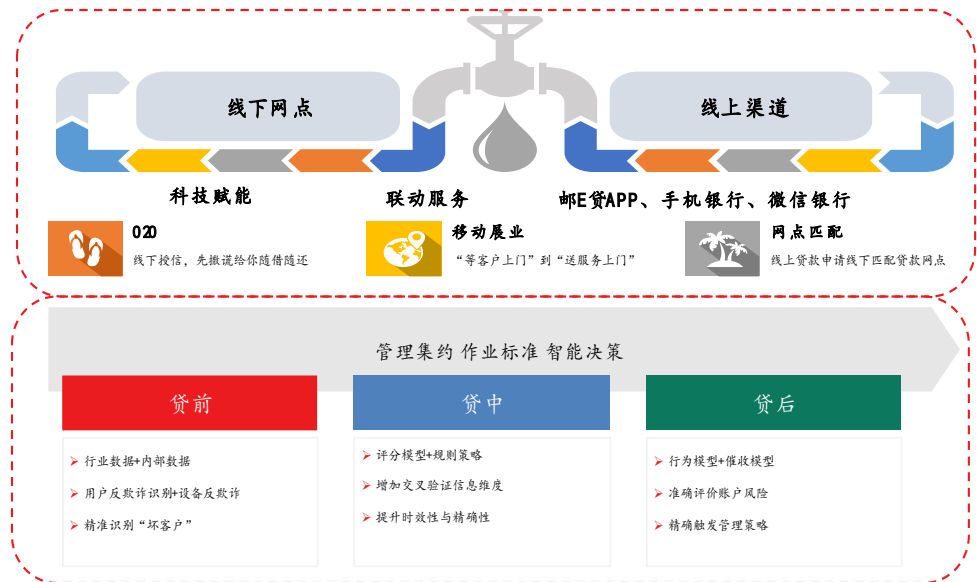 线下网点
线上渠道
科技赋能
联动服务
邮E贷APP、手机银行、微信银行
O2O
线下授信，先撒谎给你随借随还
移动展业
“等客户上门”到“送服务上门”
网点匹配
线上贷款申请线下匹配贷款网点
管理集约 作业标准 智能决策
贷前
行业数据+内部数据
用户反欺诈识别+设备反欺诈
精准识别“坏客户”
贷中
评分模型+规则策略
增加交叉验证信息维度
提升时效性与精确性
贷后
行为模型+催收模型
准确评价账户风险
精确触发管理策略